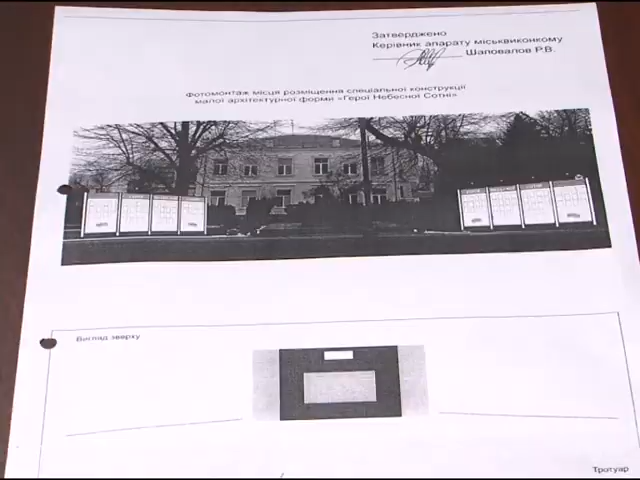 Затверджено
Керівник апарату міськвиконкому
Шаповалов Р.В.
Фотомонтаж місця розміщення спеціальної конструкції
малої архітектурної форми «Герої Небесної Сотні»
Вигляд зверху
Тротуар